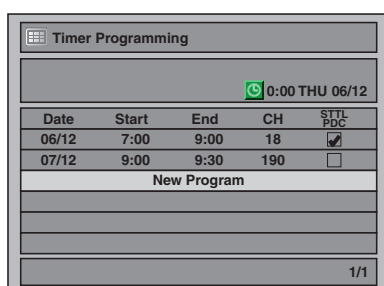 Timer Programming
0:00 THU 06/12
Date Start End CH STTL PDC
06/12 7:00 9:00 18
07/12 9:00 9:30 190
New Program
1/1